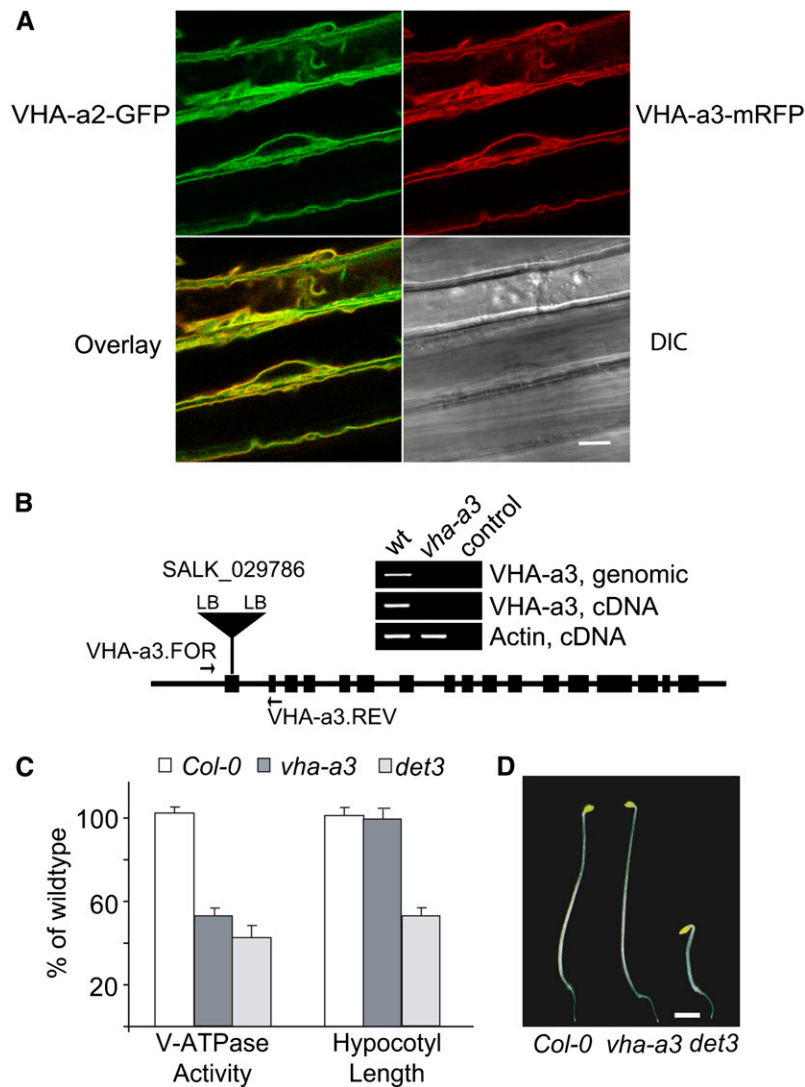 A
VHA-a2-GFP
VHA-a3-mRFP
Overlay
DIC
B
SALK_029786
LB LB
VHA-a3.FOR
VHA-a3.REV
wt vha-a3 control
VHA-a3, genomic
VHA-a3, cDNA
Actin, cDNA
C
Col-0 vha-a3 det3
% of wildtype
100
60
20
V-ATPase Activity
Hypocotyl Length
D
Col-0 vha-a3 det3